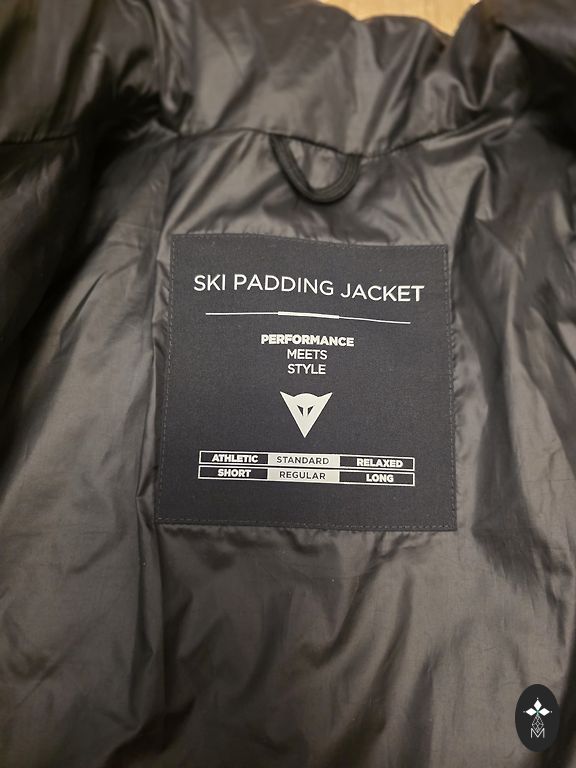 SKI PADDING JACKET
PERFORMANCE
MEETS
STYLE
ATHLETIC STANDARD RELAXED
SHORT REGULAR LONG
M